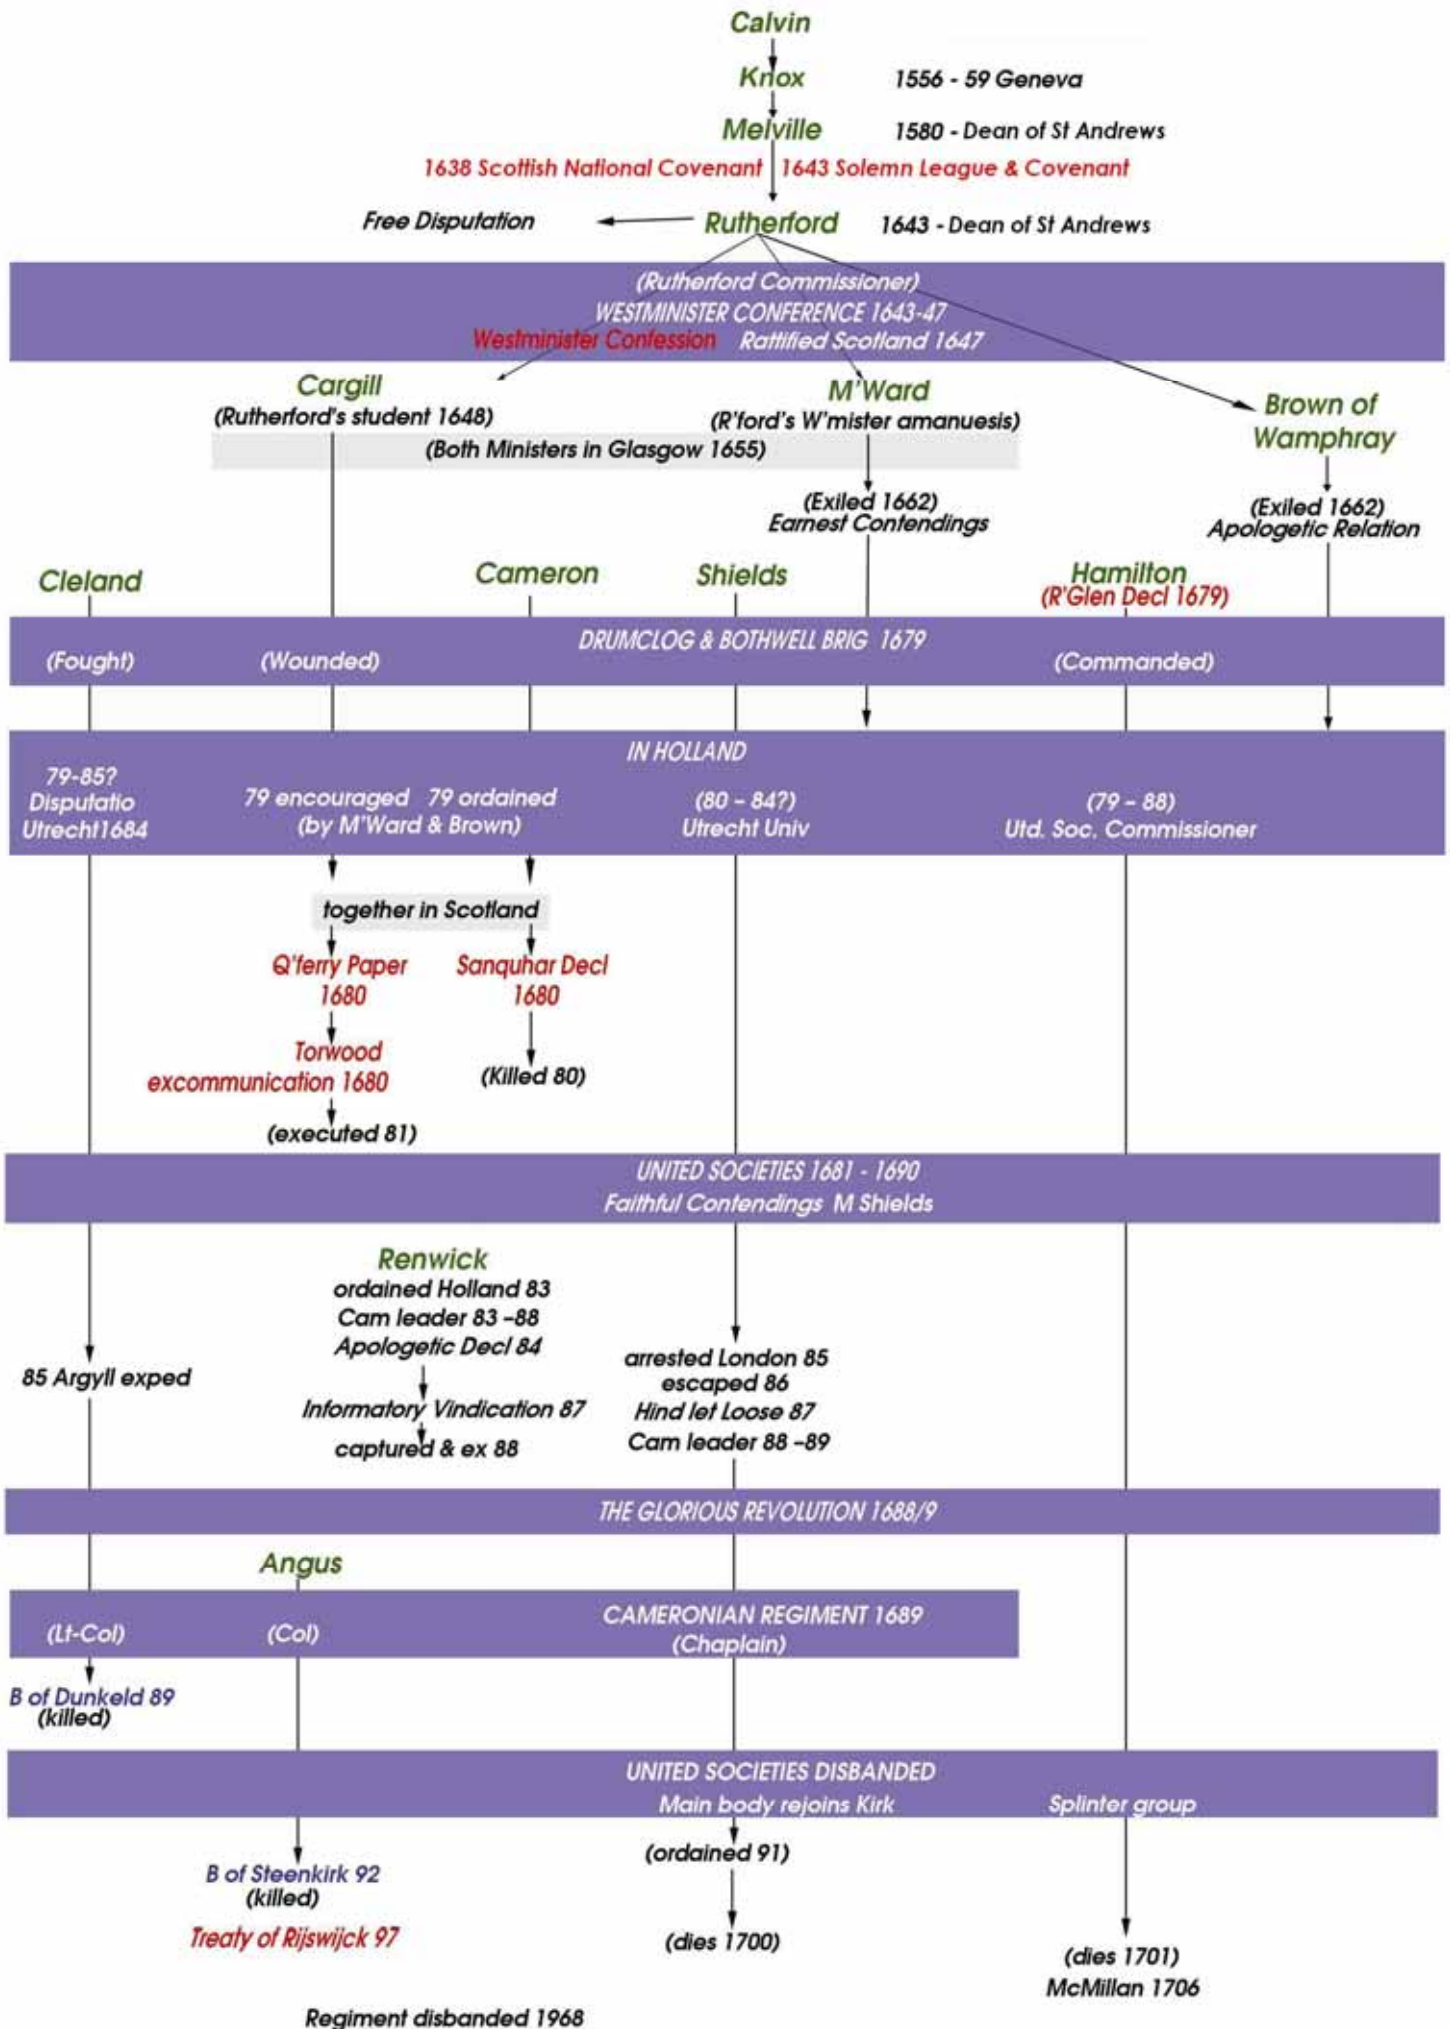 Calvin
Knox
1556 - 59 Geneva
Melville
1580 - Dean of St Andrews
1638 Scottish National Covenant
1643 Solemn League & Covenant
Free Disputation
Rutherford
1643 - Dean of St Andrews
(Rutherford Commissioner)
WESTMINISTER CONFERENCE 1643-47
Westminister Confession
Rattified Scotland 1647
Cargill
(Rutherford's student 1648)
M'Ward
(R'ford's W'mister amanuesis)
Brown of
Wamphray
(Both Ministers in Glasgow 1655)
(Exiled 1662)
Earnest Contendings
(Exiled 1662)
Apologetic Relation
Cleland
Cameron
Shields
Hamilton
(R'Glen Decl 1679)
DRUMCLOG & BOTHWELL BRIG 1679
(Fought)
(Wounded)
(Commanded)
IN HOLLAND
79-85?
Disputatio
Utrecht1684
79 encouraged 79 ordained
(by M'Ward & Brown)
(80 – 84?)
Utrecht Univ
(79 – 88)
Utd. Soc. Commissioner
together in Scotland
Q'ferry Paper
1680
Sanquhar Decl
1680
Torwood
excommunication 1680
(Killed 80)
(executed 81)
UNITED SOCIETIES 1681 - 1690
Faithful Contendings M Shields
Renwick
ordained Holland 83
Cam leader 83 –88
Apologetic Decl 84
Informatory Vindication 87
captured & ex 88
85 Argyll exped
arrested London 85
escaped 86
Hind let Loose 87
Cam leader 88 –89
THE GLORIOUS REVOLUTION 1688/9
Angus
CAMERONIAN REGIMENT 1689
(Lt-Col)
(Col)
(Chaplain)
B of Dunkeld 89
(killed)
UNITED SOCIETIES DISBANDED
Main body rejoins Kirk
Splinter group
B of Steenkirk 92
(killed)
Treaty of Rijswijck 97
(ordained 91)
(dies 1700)
(dies 1701)
McMillan 1706
Regiment disbanded 1968